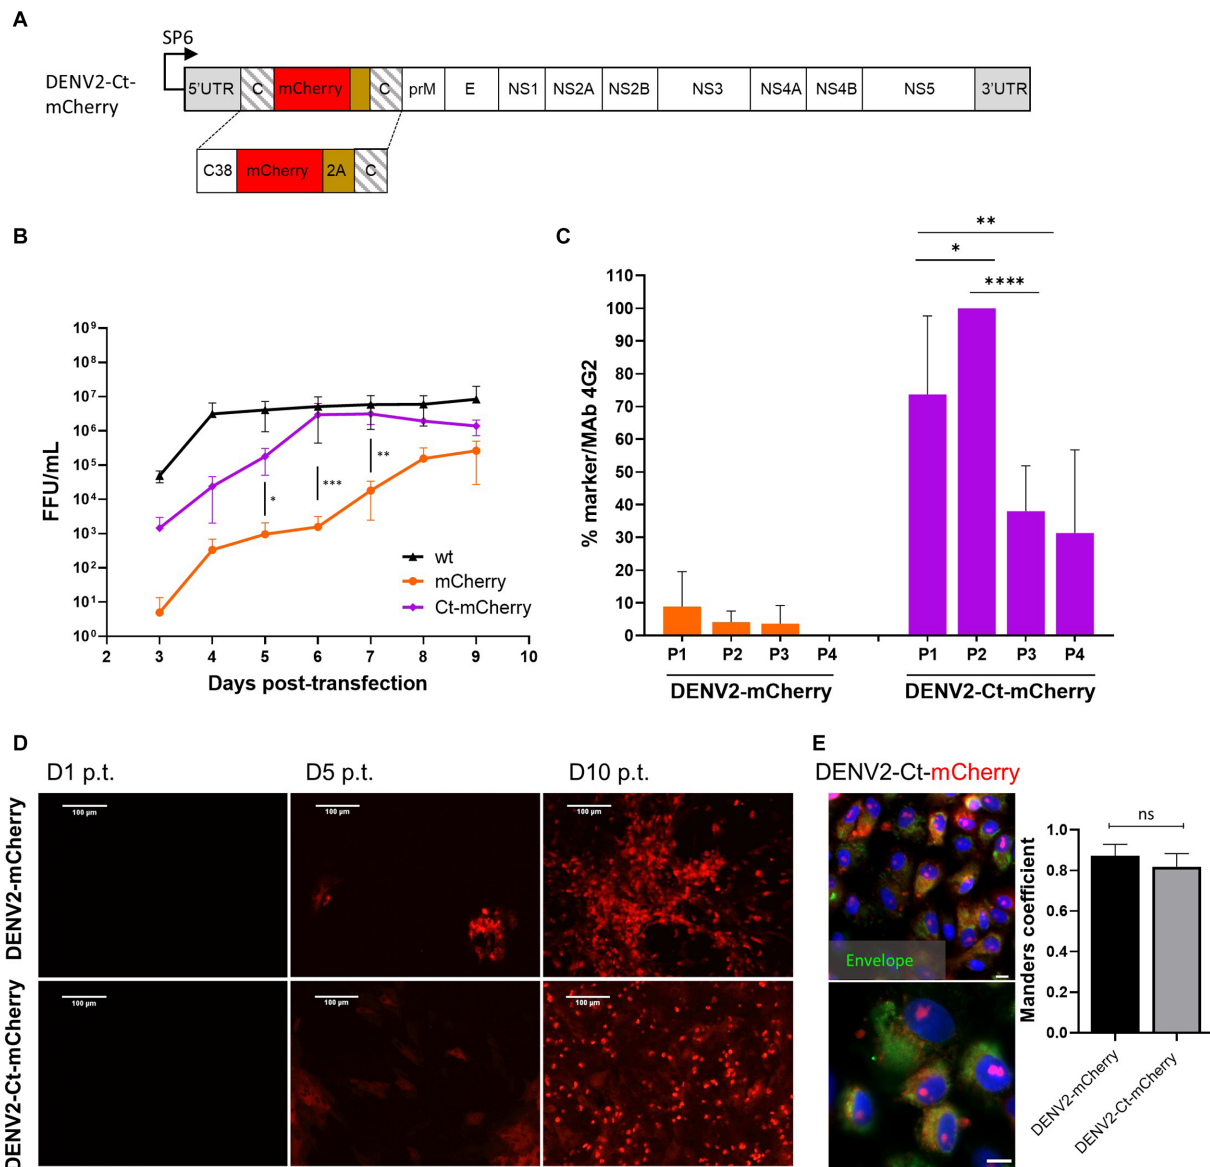 A
SP6
DENV2-Ct-
mCherry
5'UTR C mCherry C prM E NS1 NS2A NS2B NS3 NS4A NS4B NS5 3'UTR
C38 mCherry 2A C
B
FFU/mL
10⁹
10⁸
10⁷
10⁶
10⁵
10⁴
10³
10²
10¹
10⁰
* *** **
wt
mCherry
Ct-mCherry
2 3 4 5 6 7 8 9 10
Days post-transfection
C
**
*
****
% marker/MAb 4G2
110
100
90
80
70
60
50
40
30
20
10
0
P1 P2 P3 P4 P1 P2 P3 P4
DENV2-mCherry DENV2-Ct-mCherry
D
D1 p.t. D5 p.t. D10 p.t.
DENV2-mCherry
100 µm 100 µm 100 µm
DENV2-Ct-mCherry
100 µm 100 µm 100 µm
E
DENV2-Ct-mCherry
Envelope
ns
Manders coefficient
1.0
0.8
0.6
0.4
0.2
0.0
DENV2-mCherry
DENV2-Ct-mCherry